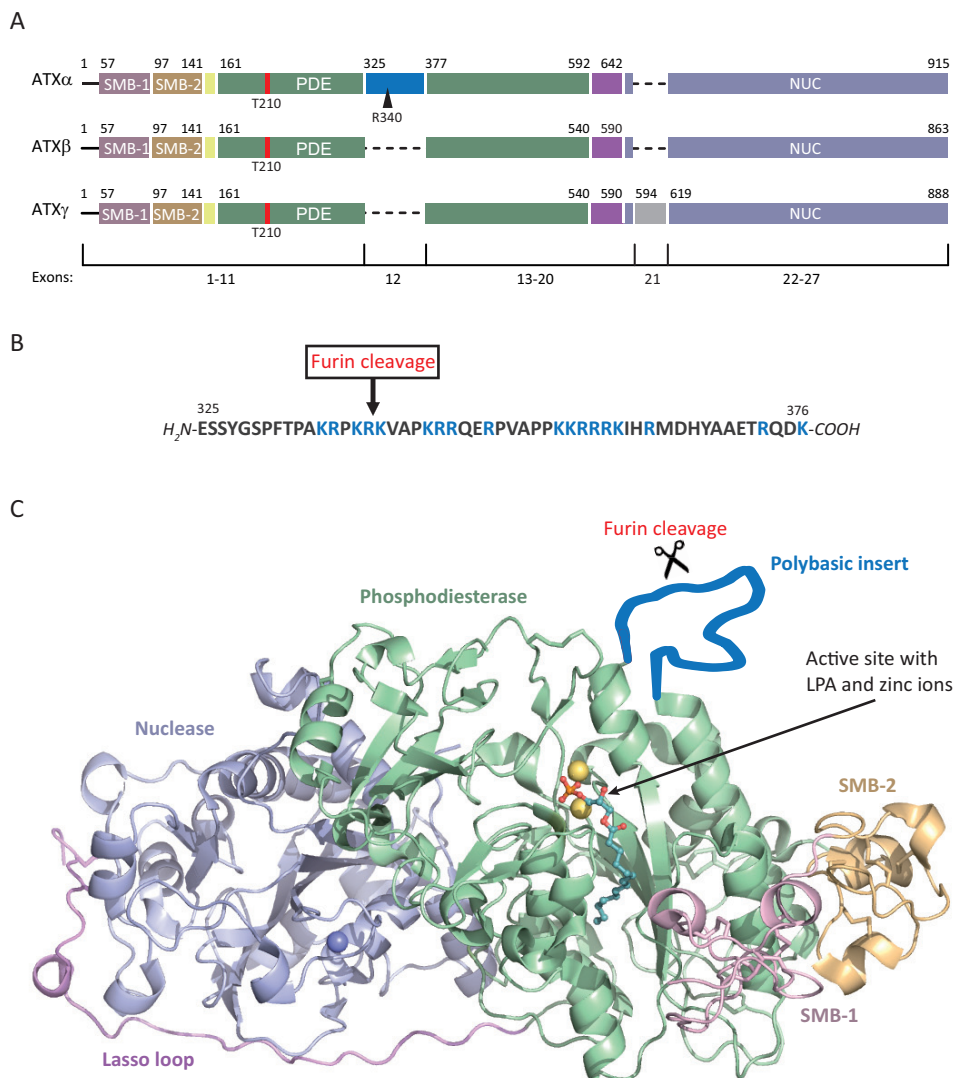 A
1 57 97 141 161 325 377 592 642 915
ATXα SMB-1 SMB-2 PDE NUC
T210 R340
1 57 97 141 161 540 590 863
ATXβ SMB-1 SMB-2 PDE NUC
T210
1 57 97 141 161 540 590 594 619 888
ATXγ SMB-1 SMB-2 PDE NUC
T210
Exons: 1-11 12 13-20 21 22-27
B
Furin cleavage
325 376
H2N-ESSYGSPFTPAKRPKRKVAPKRRQERPVAPPKKRRRKIHRMDHYAAETRQDK-COOH
C
Furin cleavage
Polybasic insert
Phosphodiesterase
Active site with
LPA and zinc ions
Nuclease
SMB-2
SMB-1
Lasso loop